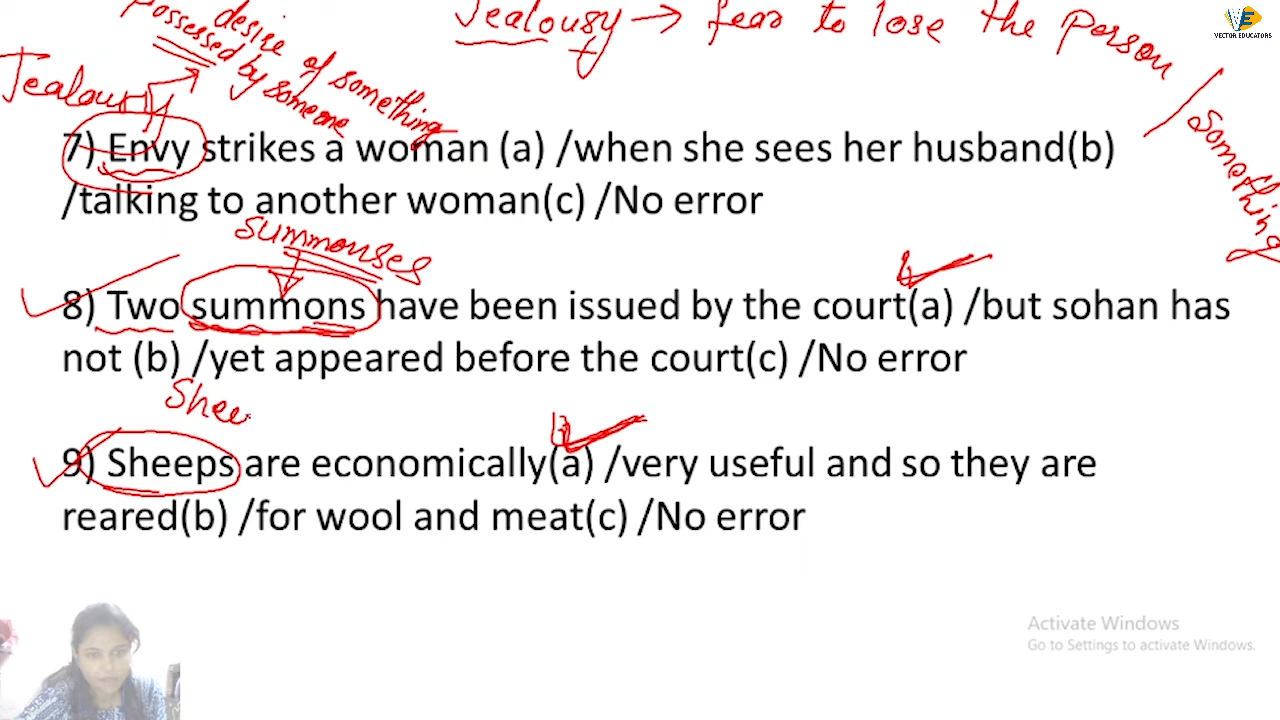 possessed by someone
desire of something
Jealousy → fear to lose the person / something
VECTOR EDUCATORS
Jealousy
7) Envy strikes a woman (a) /when she sees her husband(b)
/talking to another woman(c) /No error
summonses
8) Two summons have been issued by the court(a) /but sohan has
not (b) /yet appeared before the court(c) /No error
Shee
9) Sheeps are economically(a) /very useful and so they are
reared(b) /for wool and meat(c) /No error
Activate Windows
Go to Settings to activate Windows.